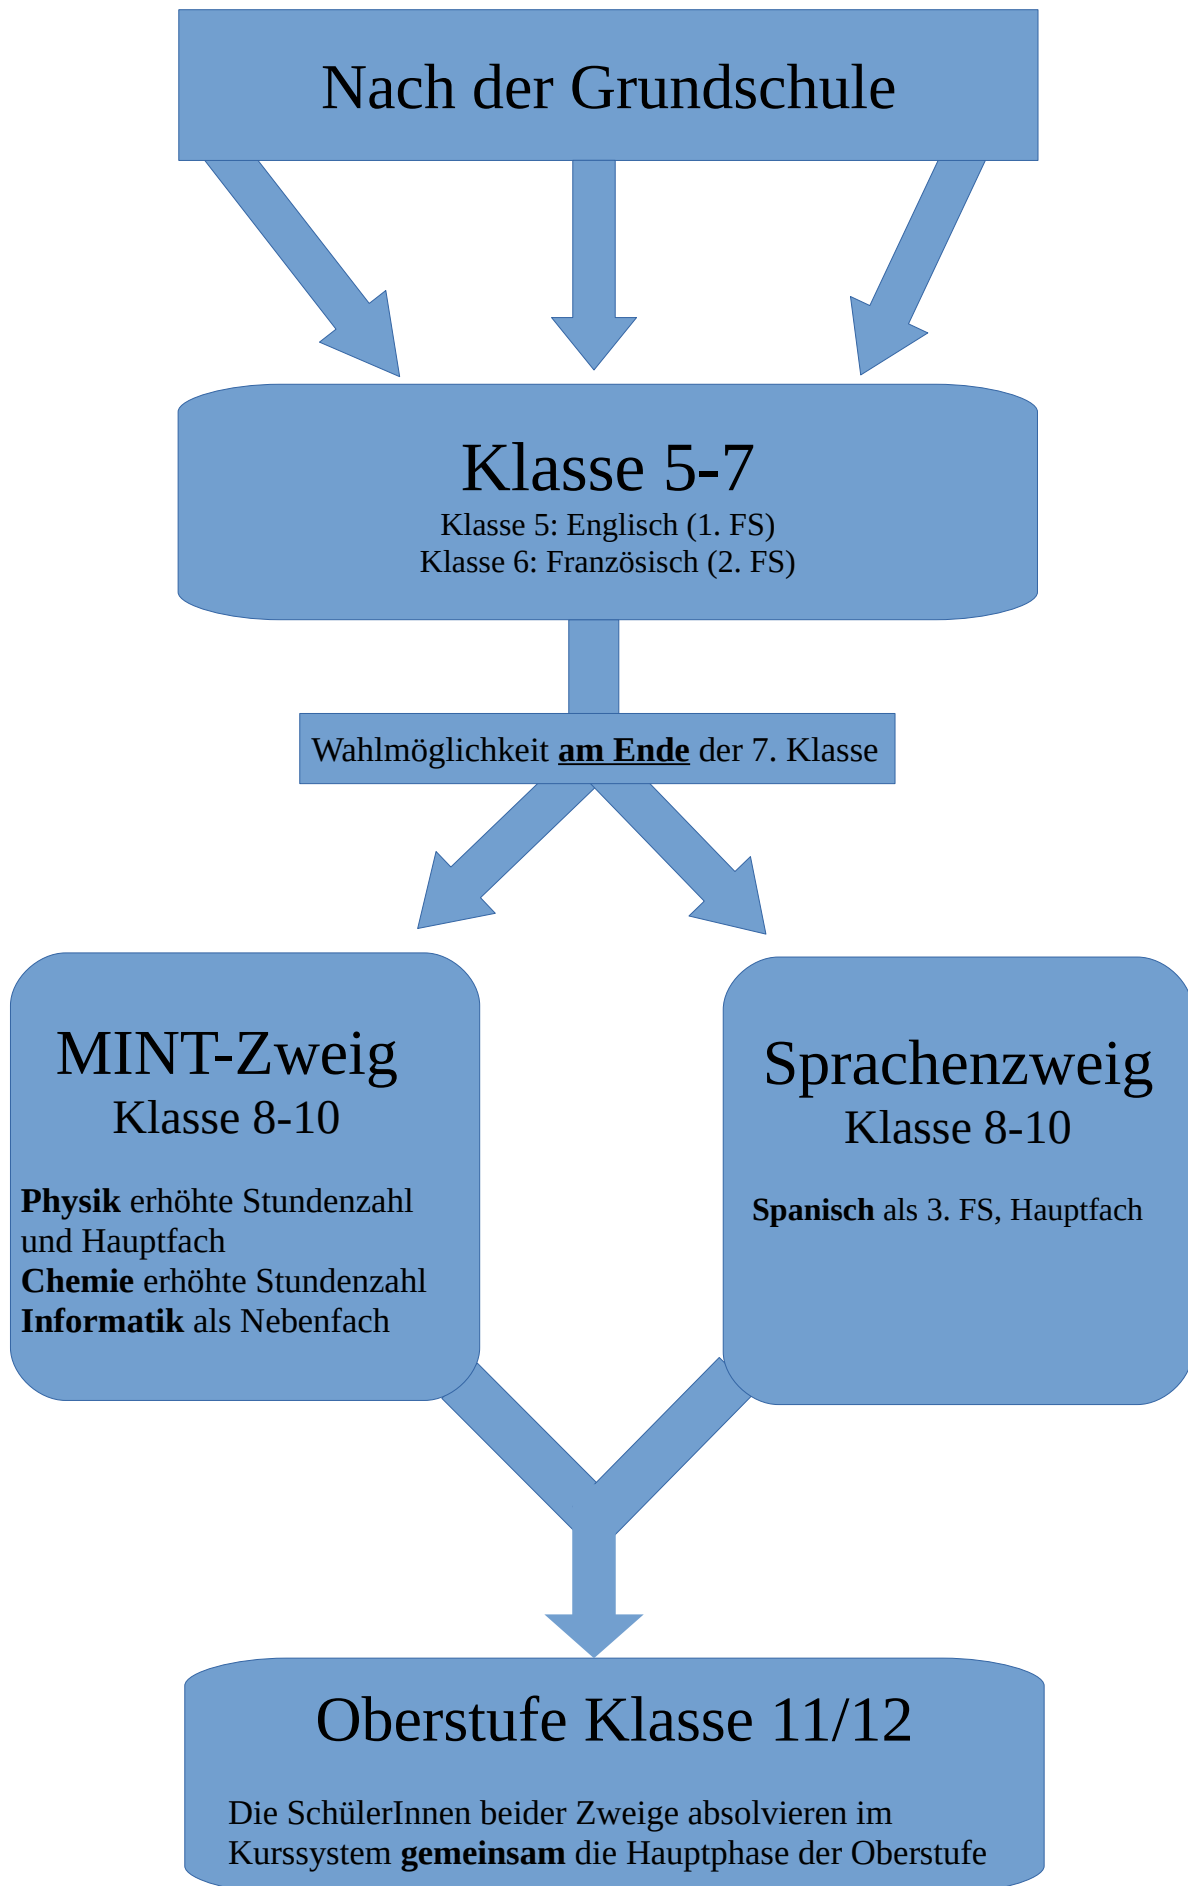 Nach der Grundschule
Klasse 5-7
Klasse 5: Englisch (1. FS)
Klasse 6: Französisch (2. FS)
Wahlmöglichkeit am Ende der 7. Klasse
MINT-Zweig
Klasse 8-10
Physik erhöhte Stundenzahl
und Hauptfach
Chemie erhöhte Stundenzahl
Informatik als Nebenfach
Sprachenzweig
Klasse 8-10
Spanisch als 3. FS, Hauptfach
Oberstufe Klasse 11/12
Die SchülerInnen beider Zweige absolvieren im
Kurssystem gemeinsam die Hauptphase der Oberstufe